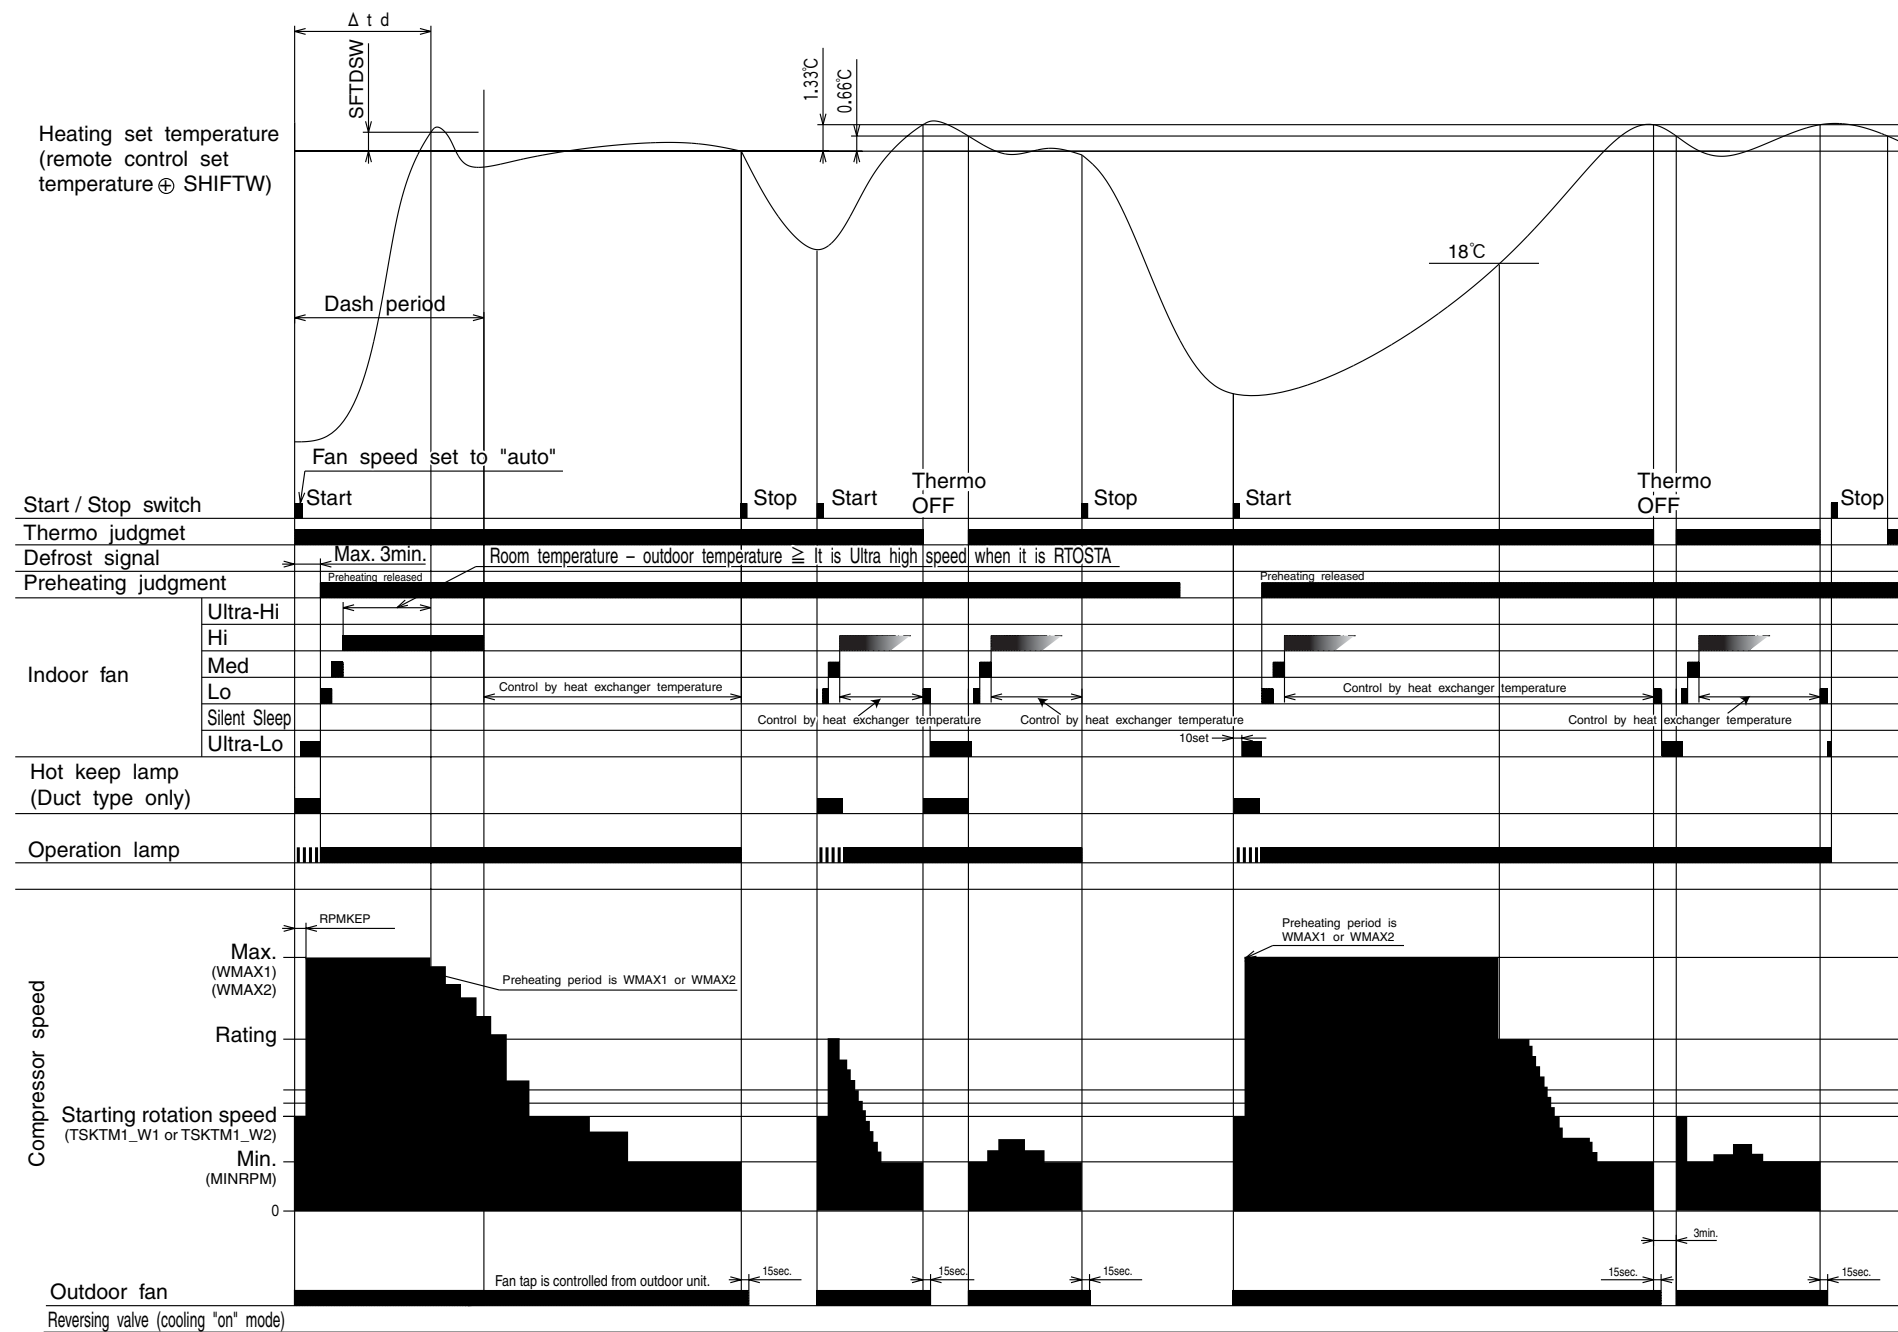 Δ t d
SFTDSW
1.33℃
0.66℃
Heating set temperature
(remote control set
temperature ⊕ SHIFTW)
18℃
Dash period
Fan speed set to "auto"
Start / Stop switch
Start
Stop
Start
Thermo
OFF
Stop
Start
Thermo
OFF
Stop
Thermo judgmet
Defrost signal
Max. 3min.
Room temperature – outdoor temperature ≧ It is Ultra high speed when it is RTOSTA
Preheating judgment
Preheating released
Preheating released
Indoor fan
Ultra-Hi
Hi
Med
Lo
Control by heat exchanger temperature
Control by heat exchanger temperature
Silent Sleep
Control by heat exchanger temperature
Control by heat exchanger temperature
Control by heat exchanger temperature
Ultra-Lo
10set
Hot keep lamp
(Duct type only)
Operation lamp
RPMKEP
Preheating period is
WMAX1 or WMAX2
Compressor speed
Max.
(WMAX1)
(WMAX2)
Preheating period is WMAX1 or WMAX2
Rating
Starting rotation speed
(TSKTM1_W1 or TSKTM1_W2)
Min.
(MINRPM)
0
3min.
Outdoor fan
Fan tap is controlled from outdoor unit.
15sec.
15sec.
15sec.
15sec.
15sec.
Reversing valve (cooling "on" mode)